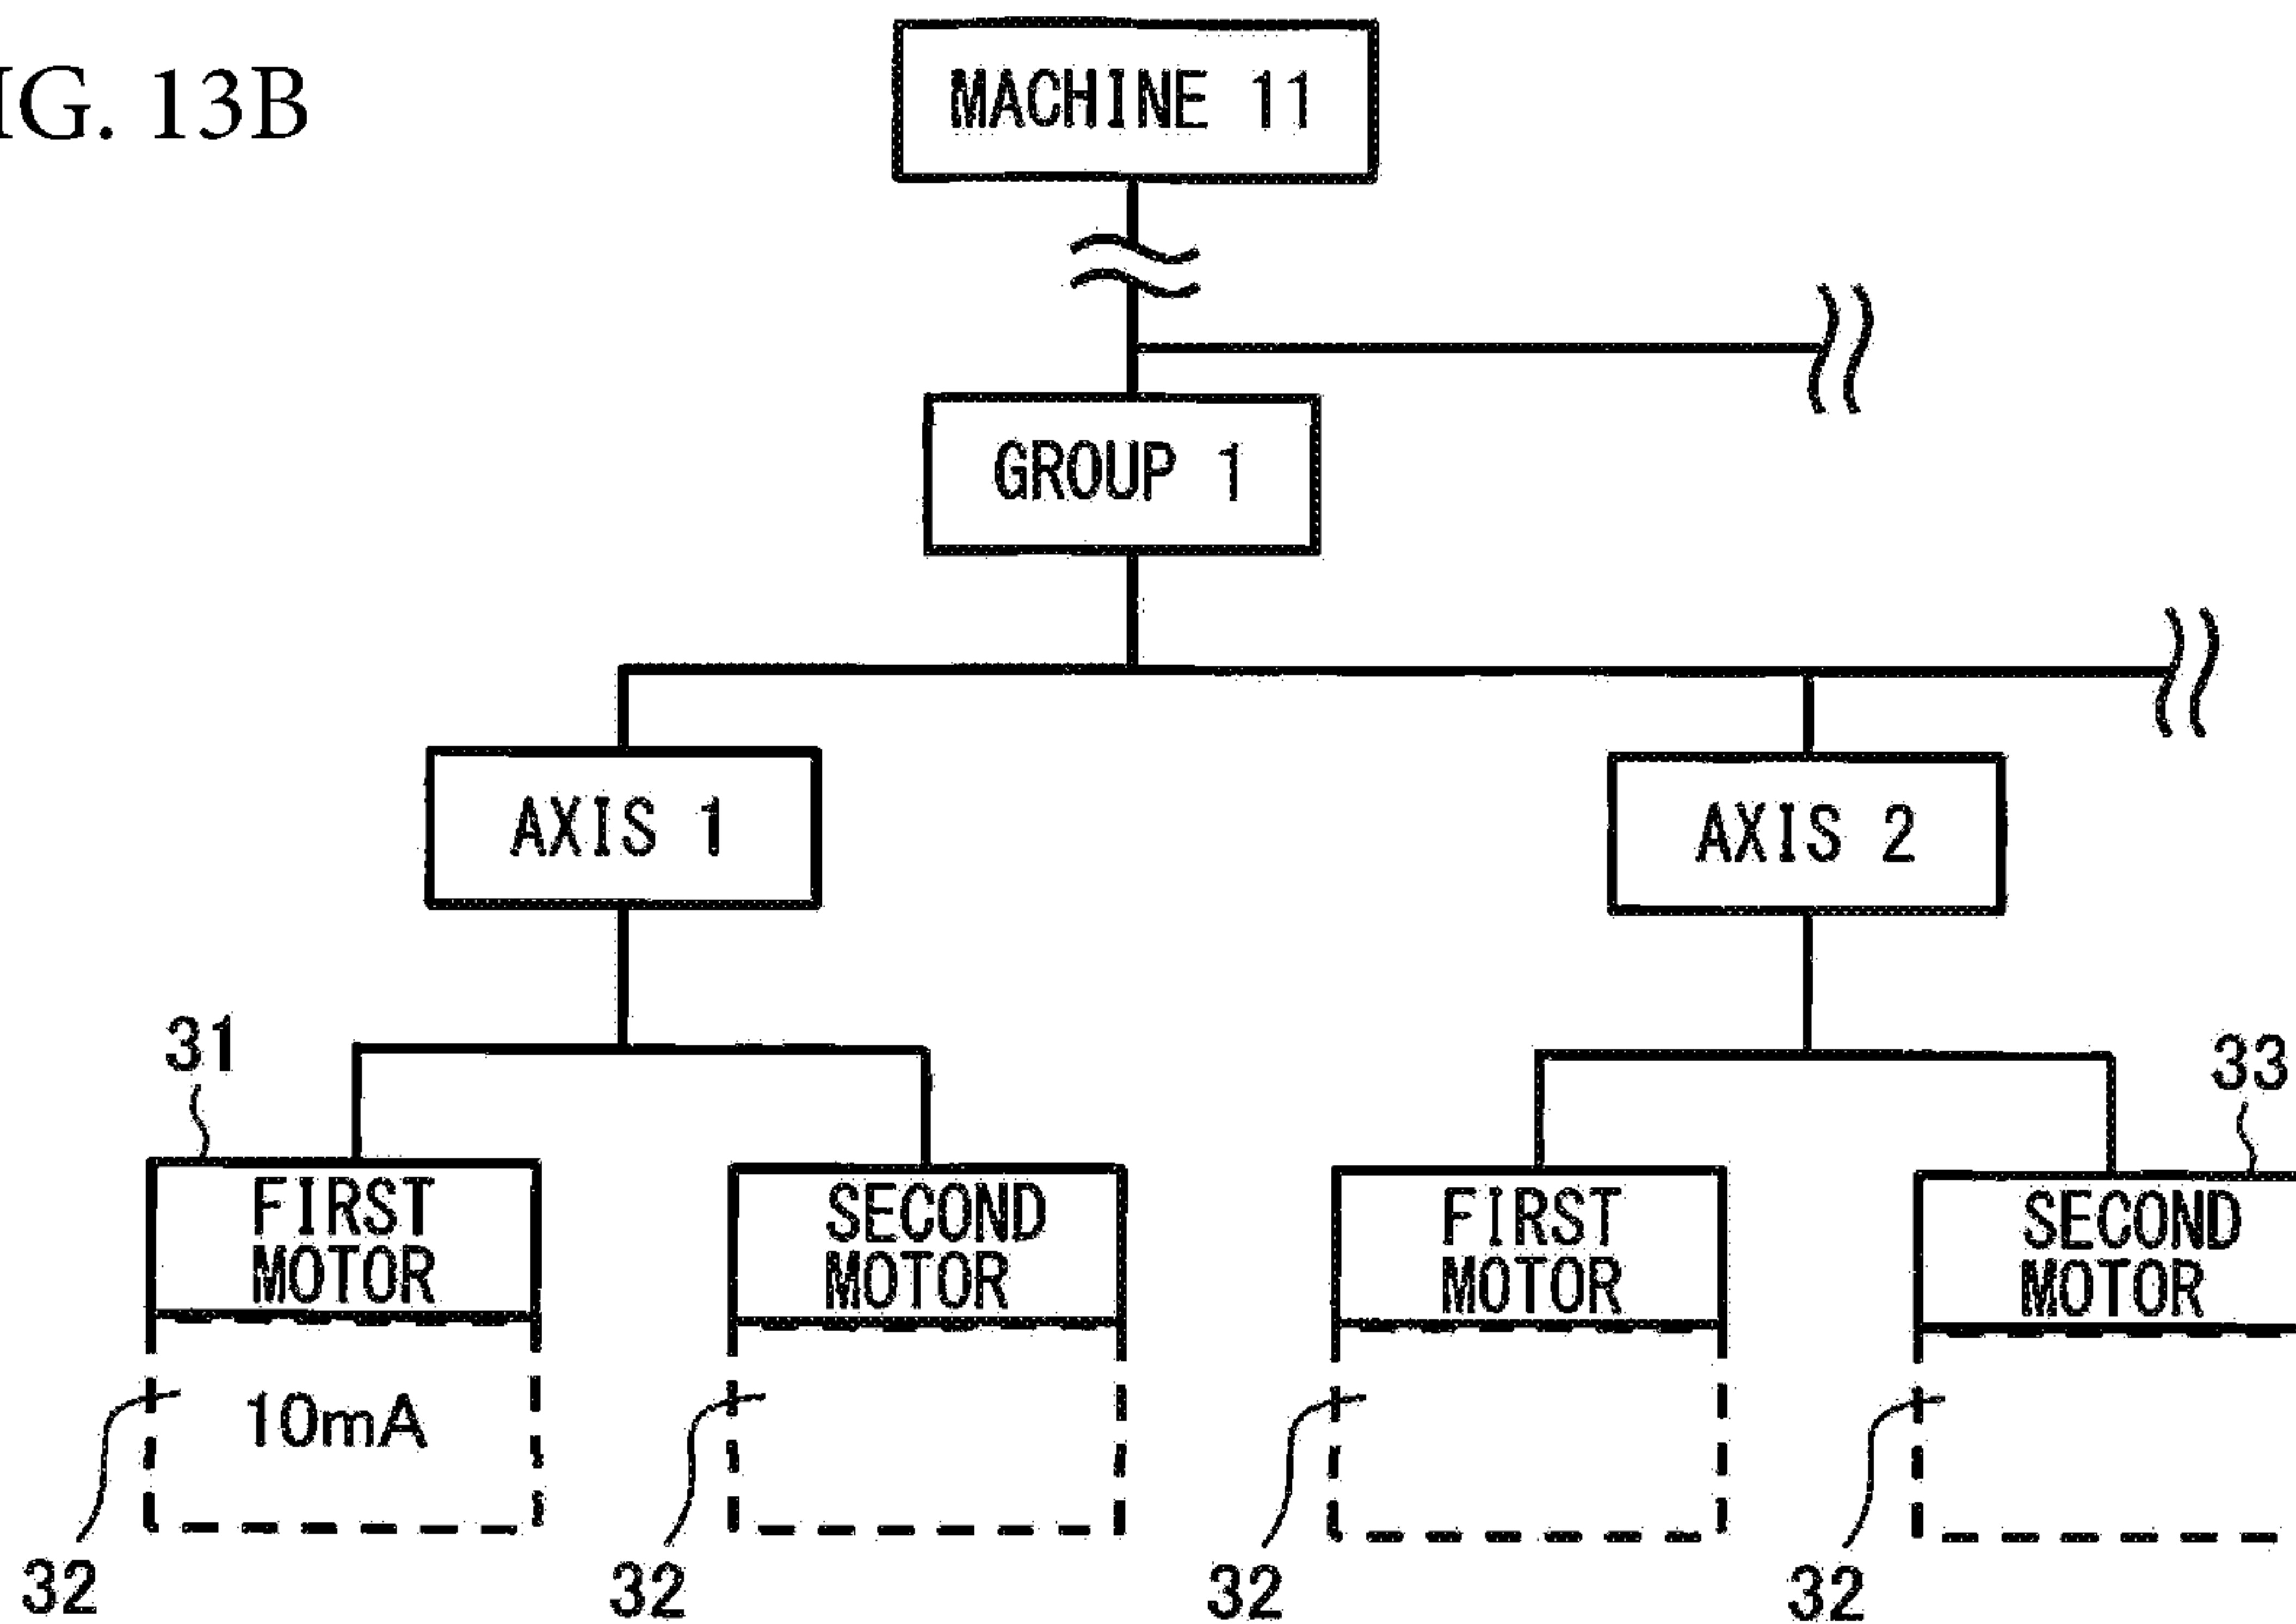 IG. 13B
MACHINE 11
GROUP 1
AXIS 1
AXIS 2
31
33
FIRST
MOTOR
SECOND
MOTOR
FIRST
MOTOR
SECOND
MOTOR
10mA
32
32
32
32